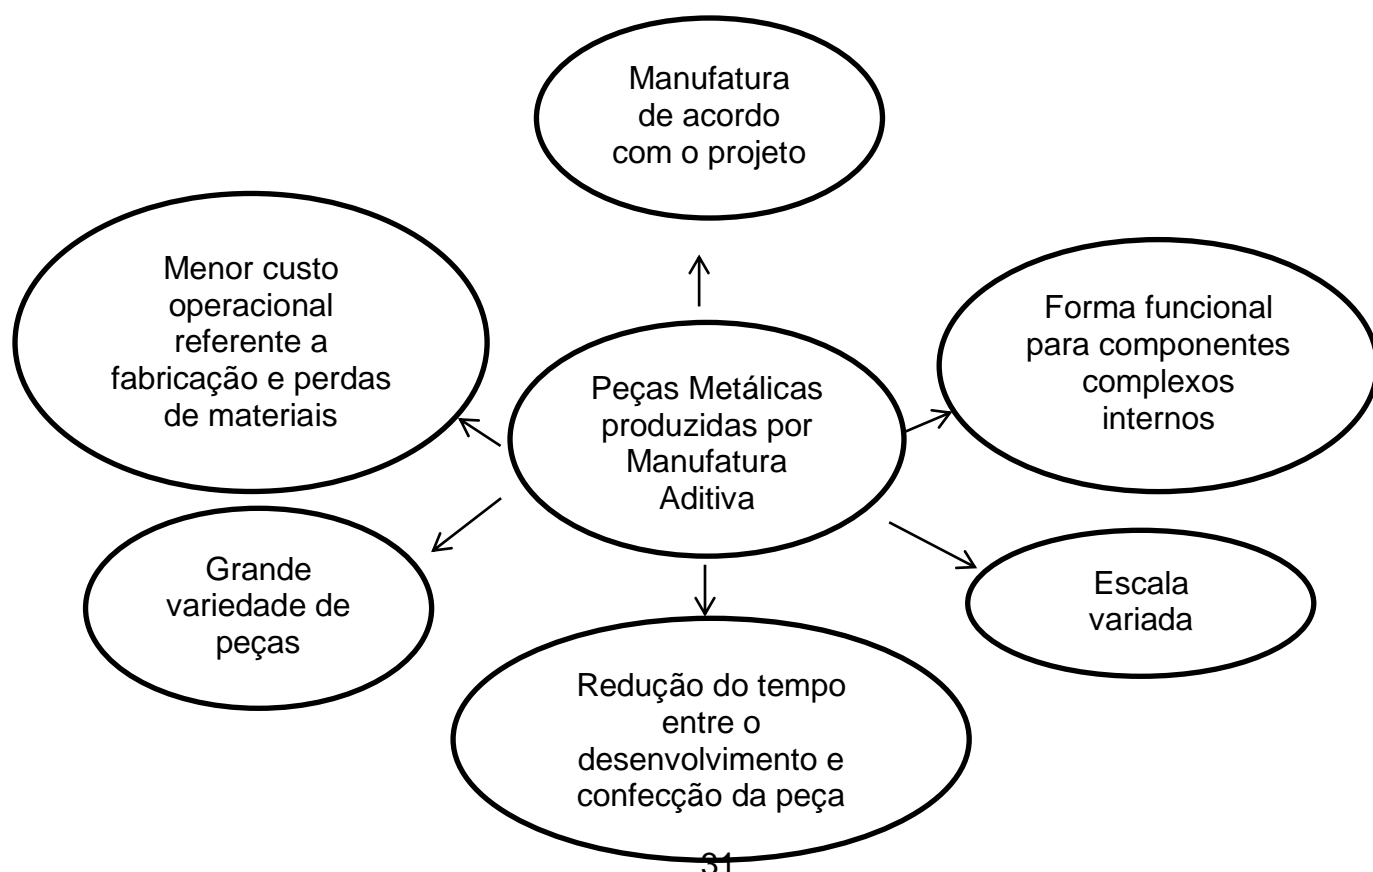 Manufatura
de acordo
com o projeto
Menor custo
operacional
referente a
fabricação e perdas
de materiais
Forma funcional
para componentes
complexos
internos
Peças Metálicas
produzidas por
Manufatura
Aditiva
Grande
variedade de
peças
Escala
variada
Redução do tempo
entre o
desenvolvimento e
confecção da peça
31